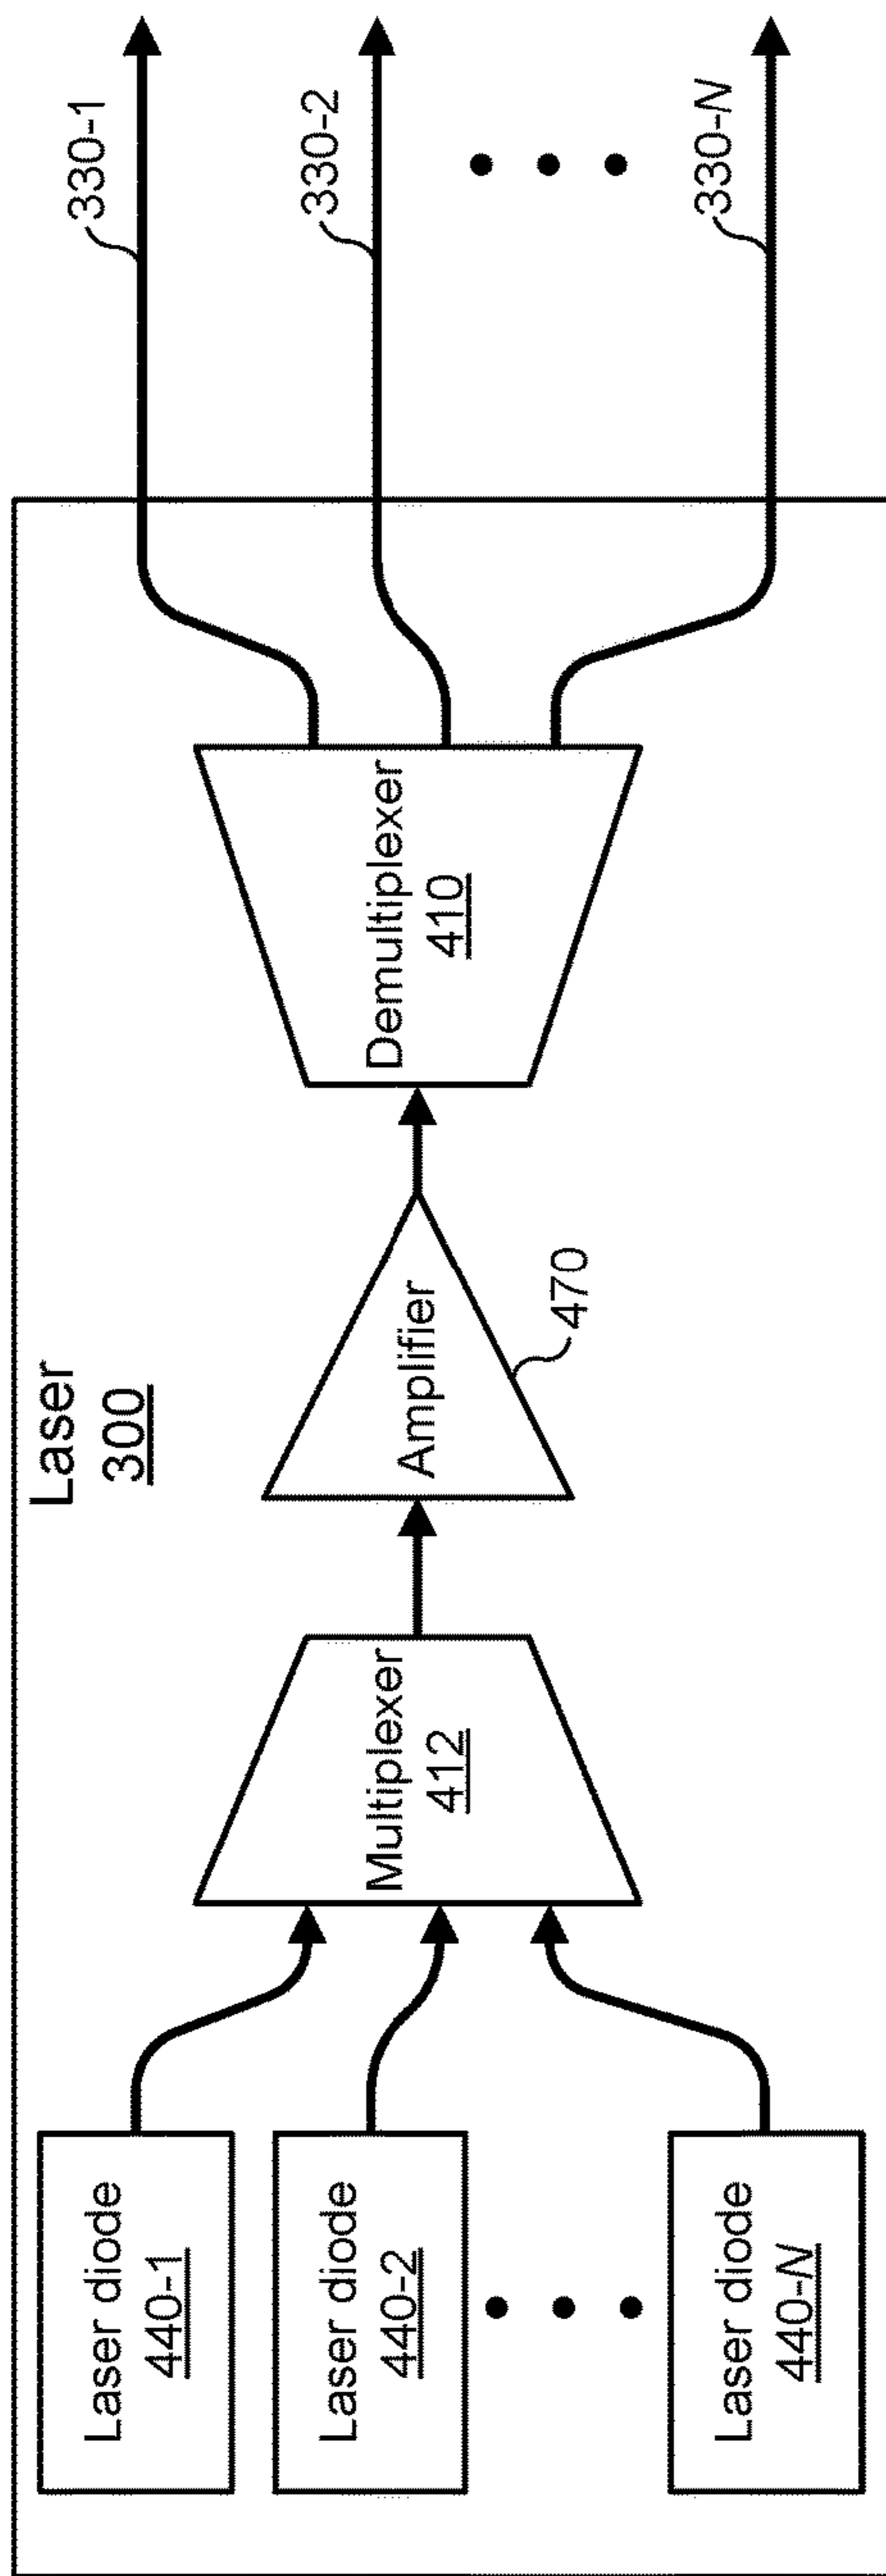 Laser
300
Laser diode
440-1
Laser diode
440-2
Laser diode
440-N
Multiplexer
412
Amplifier
470
Demultiplexer
410
330-1
330-2
330-N